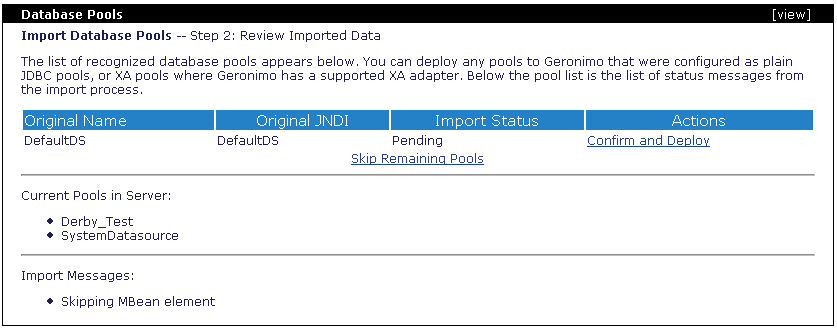 Database Pools [view]
Import Database Pools -- Step 2: Review Imported Data
The list of recognized database pools appears below. You can deploy any pools to Geronimo that were configured as plain
JDBC pools, or XA pools where Geronimo has a supported XA adapter. Below the pool list is the list of status messages from
the import process.
Original Name Original JNDI Import Status Actions
DefaultDS DefaultDS Pending Confirm and Deploy
Skip Remaining Pools
Current Pools in Server:
Derby_Test
SystemDatasource
Import Messages:
Skipping MBean element